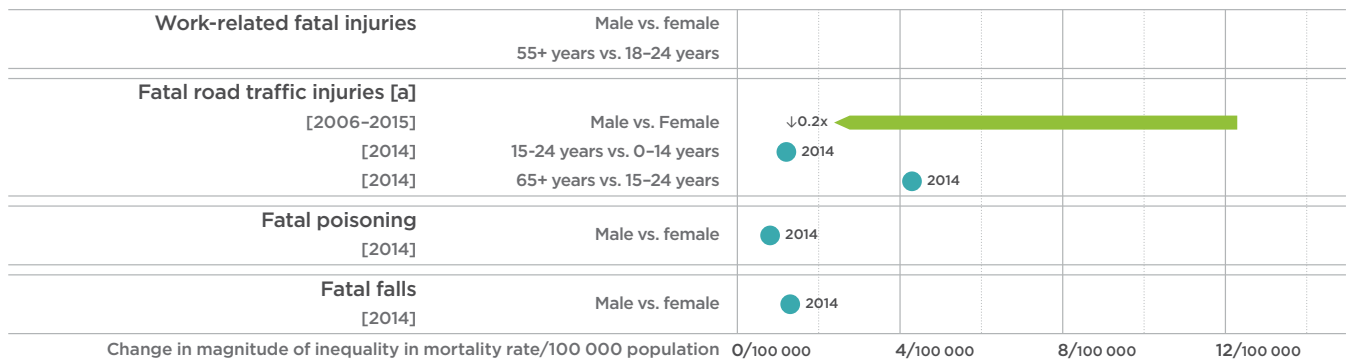 Work-related fatal injuries Male vs. female
55+ years vs. 18–24 years
Fatal road traffic injuries [a]
[2006–2015] Male vs. Female ↓0.2x
[2014] 15-24 years vs. 0–14 years 2014
[2014] 65+ years vs. 15–24 years 2014
Fatal poisoning
Male vs. female 2014
[2014]
Fatal falls
Male vs. female 2014
[2014]
Change in magnitude of inequality in mortality rate/100 000 population 0/100 000 4/100 000 8/100 000 12/100 000